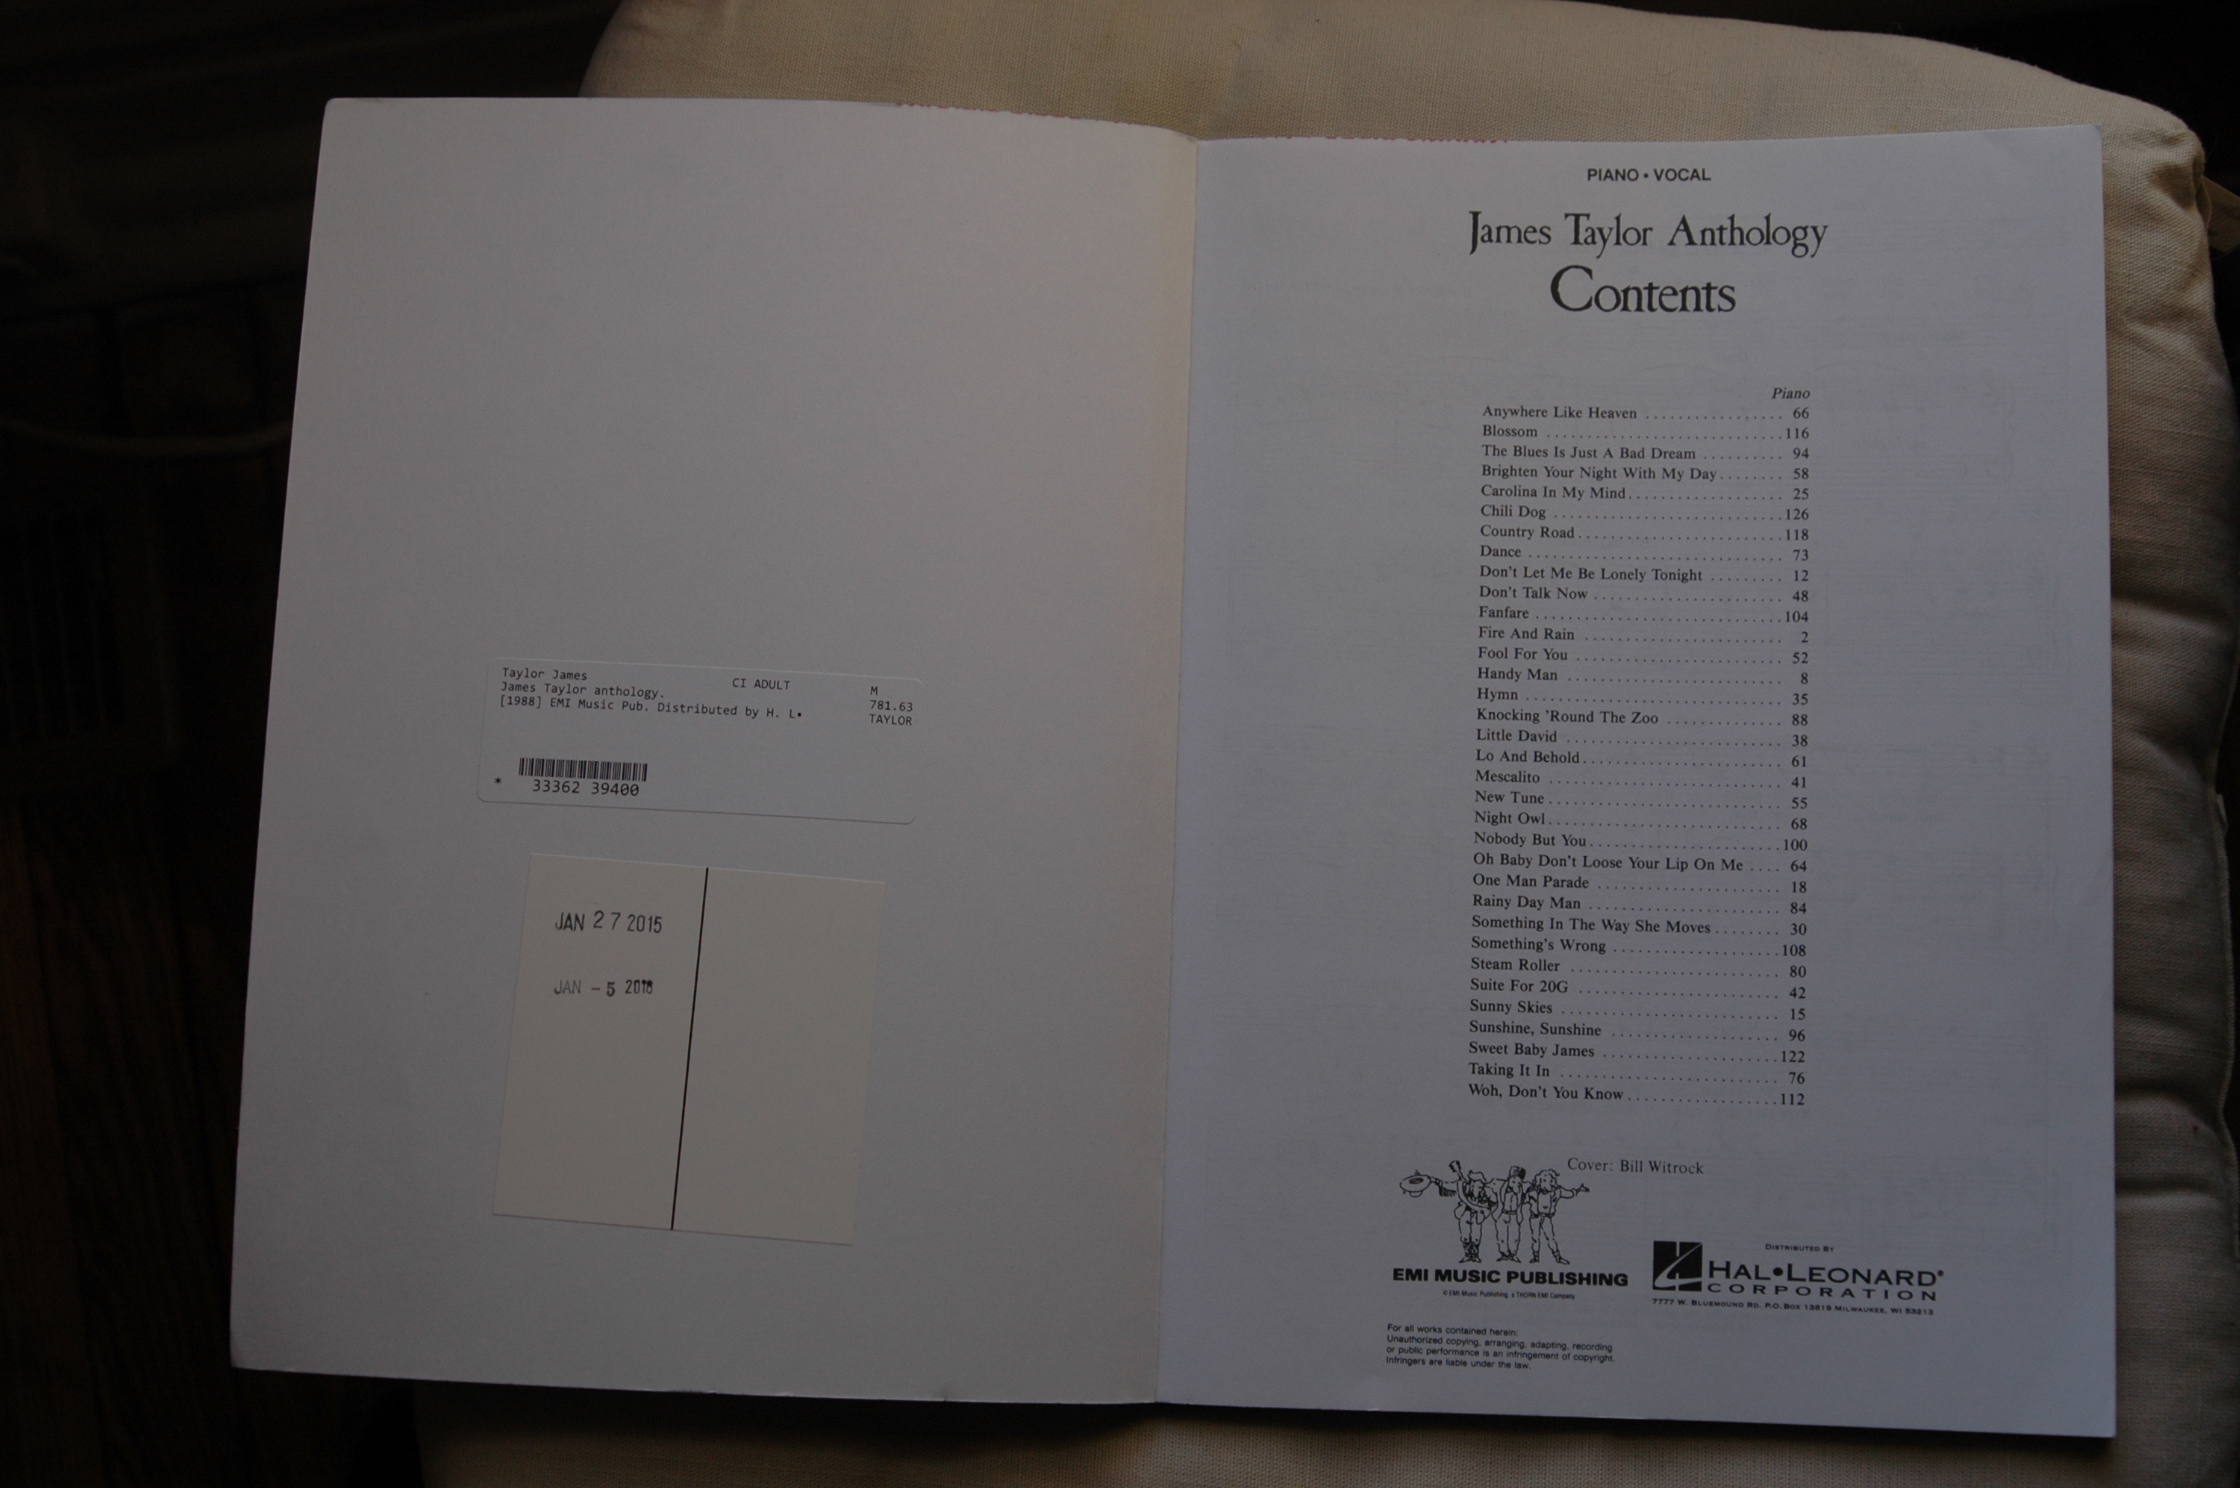 Taylor James
CI ADULT
M
James Taylor anthology.
781.63
[1988] EMI Music Pub. Distributed by H. L•
TAYLOR
* 33362 39400
JAN 27 2015
JAN - 5
PIANO • VOCAL
James Taylor Anthology
Contents
Piano
Anywhere Like Heaven ................. 66
Blossom .............................116
The Blues Is Just A Bad Dream .......... 94
Brighten Your Night With My Day........ 58
Carolina In My Mind................... 25
Chili Dog ............................126
Country Road.........................118
Dance ............................... 73
Don't Let Me Be Lonely Tonight ......... 12
Don't Talk Now ....................... 48
Fanfare ..............................104
Fire And Rain ........................ 2
Fool For You ......................... 52
Handy Man .......................... 8
Hymn ............................... 35
Knocking 'Round The Zoo .............. 88
Little David .......................... 38
Lo And Behold........................ 61
Mescalito ............................ 41
New Tune............................ 55
Night Owl............................ 68
Nobody But You.......................100
Oh Baby Don't Loose Your Lip On Me .... 64
One Man Parade ...................... 18
Rainy Day Man ....................... 84
Something In The Way She Moves........ 30
Something's Wrong ....................108
Steam Roller ......................... 80
Suite For 20G ........................ 42
Sunny Skies .......................... 15
Sunshine, Sunshine .................... 96
Sweet Baby James .....................122
Taking It In .......................... 76
Woh, Don't You Know..................112
Cover: Bill Witrock
EMI MUSIC PUBLISHING
© EMI Music Publishing, a THORN EMI Company
DISTRIBUTED BY
HAL•LEONARD®
CORPORATION
7777 W. BLUEMOUND RD. P.O. BOX 13819 MILWAUKEE, WI 53213
For all works contained herein:
Unauthorized copying, arranging, adapting, recording
or public performance is an infringement of copyright.
Infringers are liable under the law.